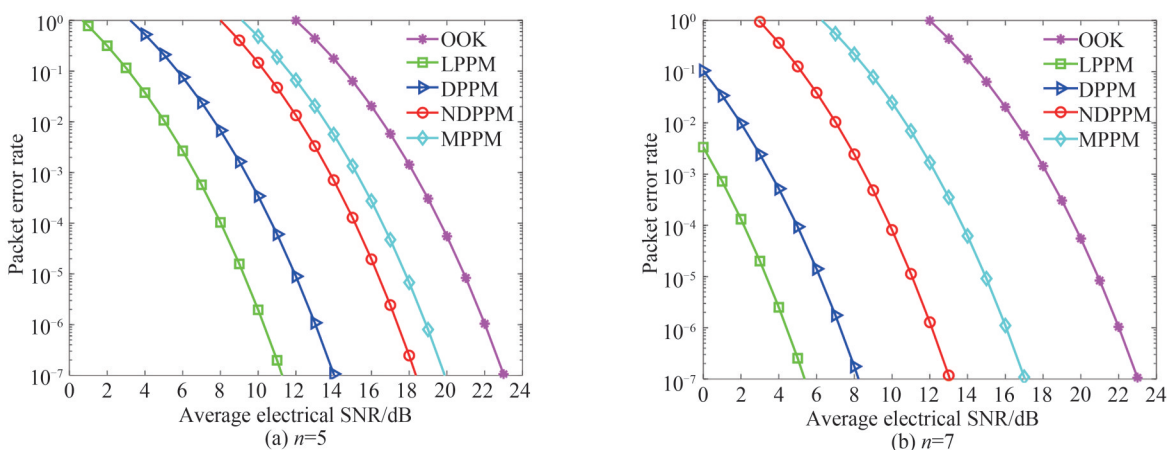 10⁰
10⁻¹
10⁻²
10⁻³
10⁻⁴
10⁻⁵
10⁻⁶
10⁻⁷
Packet error rate
OOK
LPPM
DPPM
NDPPM
MPPM
0 2 4 6 8 10 12 14 16 18 20 22 24
Average electrical SNR/dB
(a) n=5
10⁰
10⁻¹
10⁻²
10⁻³
10⁻⁴
10⁻⁵
10⁻⁶
10⁻⁷
Packet error rate
OOK
LPPM
DPPM
NDPPM
MPPM
0 2 4 6 8 10 12 14 16 18 20 22 24
Average electrical SNR/dB
(b) n=7